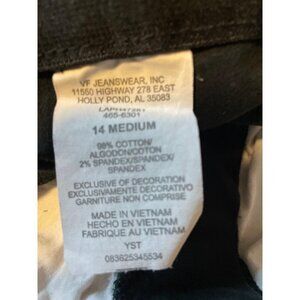 VF JEANSWEAR, INC
11550 HIGHWAY 278 EAST
HOLLY POND, AL 35083
465-6301
14 MEDIUM
98% COTTON/
ALGODON/COTON
2% SPANDEX/SPANDEX/
SPANDEX
EXCLUSIVE OF DECORATION
EXCLUSIVAMENTE DECORATIVO
GARNITURE NON COMPRISE
MADE IN VIETNAM
HECHO EN VIETNAM
FABRIQUE AU VIETNAM
YST
083625345534